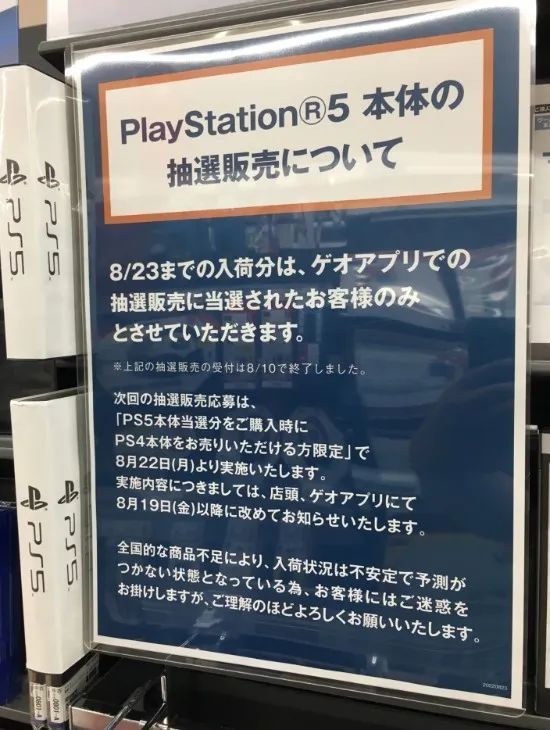 PlayStation®5 本体の
抽選販売について
8/23までの入荷分は、ゲオアプリでの
抽選販売に当選されたお客様のみ
とさせていただきます。
※上記の抽選販売の受付は8/10で終了しました。
次回の抽選販売応募は、
「PS5本体当選分をご購入時に
PS4本体をお売りいただける方限定」で
8月22日(月)より実施いたします。
実施内容につきましては、店頭、ゲオアプリにて
8月19日(金)以降に改めてお知らせいたします。
全国的な商品不足により、入荷状況は不安定で予測が
つかない状態となっている為、お客様にはご迷惑を
お掛けしますが、ご理解のほどよろしくお願いいたします。
PS5
PS5
PS5
PS5